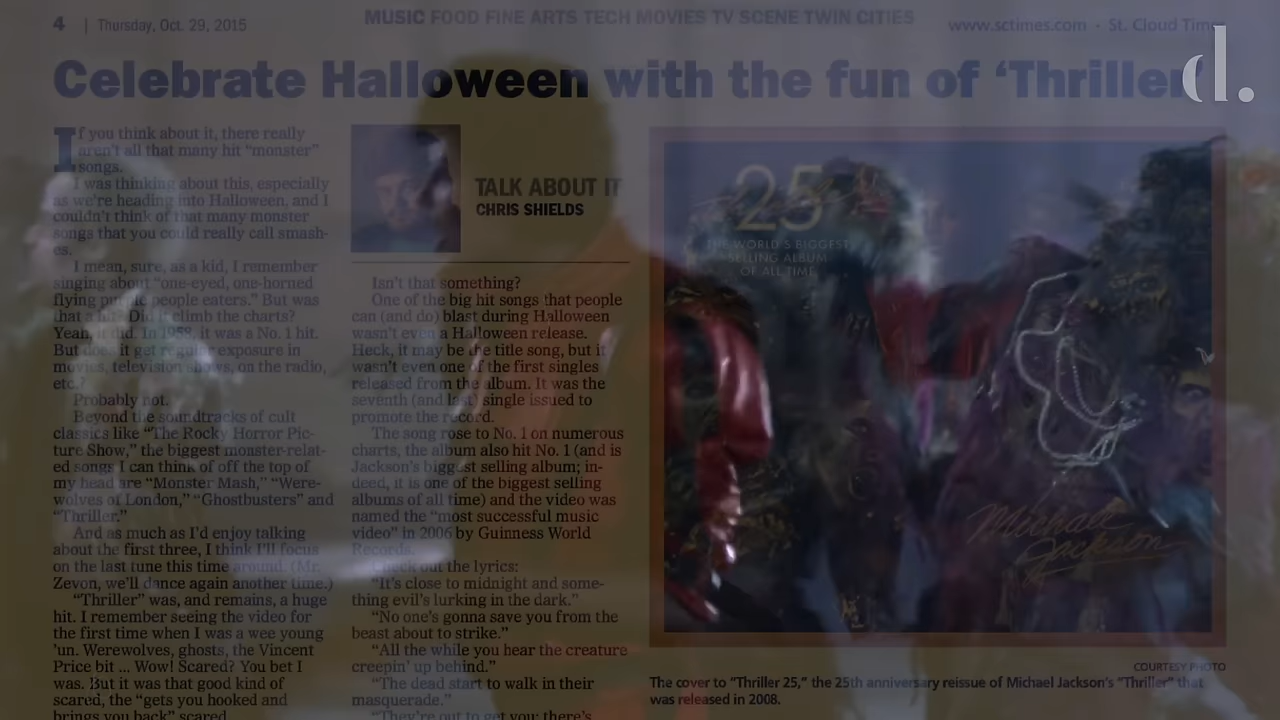 4 | Thursday, Oct. 29, 2015
MUSIC FOOD FINE ARTS TECH MOVIES TV SCENE TWIN CITIES
www.sctimes.com · St. Cloud Times
d.
Celebrate Halloween with the fun of ‘Thriller’
If you think about it, there really
aren’t all that many hit “monster”
songs.
I was thinking about this, especially
as we’re heading into Halloween, and I
couldn’t think of that many monster
songs that you could really call smash-
es.
I mean, sure, as a kid, I remember
singing about “one-eyed, one-horned
flying purple people eaters.” But was
that a hit? Did it climb the charts?
Yeah, it did. In 1958, it was a No. 1 hit.
But does it get regular exposure in
movies, television shows, on the radio,
etc.?
Probably not.
Beyond the soundtracks of cult
classics like “The Rocky Horror Pic-
ture Show,” the biggest monster-relat-
ed songs I can think of off the top of
my head are “Monster Mash,” “Were-
wolves of London,” “Ghostbusters” and
“Thriller.”
And as much as I’d enjoy talking
about the first three, I think I’ll focus
on the last tune this time around. (Mr.
Zevon, we’ll dance again another time.)
“Thriller” was, and remains, a huge
hit. I remember seeing the video for
the first time when I was a wee young
’un. Werewolves, ghosts, the Vincent
Price bit ... Wow! Scared? You bet I
was. But it was that good kind of
scared, the “gets you hooked and
brings you back” scared.
TALK ABOUT IT
CHRIS SHIELDS
Isn’t that something?
One of the big hit songs that people
can (and do) blast during Halloween
wasn’t even a Halloween release.
Heck, it may be the title song, but it
wasn’t even one of the first singles
released from the album. It was the
seventh (and last) single issued to
promote the record.
The song rose to No. 1 on numerous
charts, the album also hit No. 1 (and is
Jackson’s biggest selling album; in-
deed, it is one of the biggest selling
albums of all time) and the video was
named the “most successful music
video” in 2006 by Guinness World
Records.
Check out the lyrics:
“It’s close to midnight and some-
thing evil’s lurking in the dark.”
“No one’s gonna save you from the
beast about to strike.”
“All the while you hear the creature
creepin’ up behind.”
“The dead start to walk in their
masquerade.”
“They’re out to get you; there’s
25
THE WORLD'S BIGGEST
SELLING ALBUM
OF ALL TIME
Michael
Jackson
COURTESY PHOTO
The cover to “Thriller 25,” the 25th anniversary reissue of Michael Jackson’s “Thriller” that
was released in 2008.